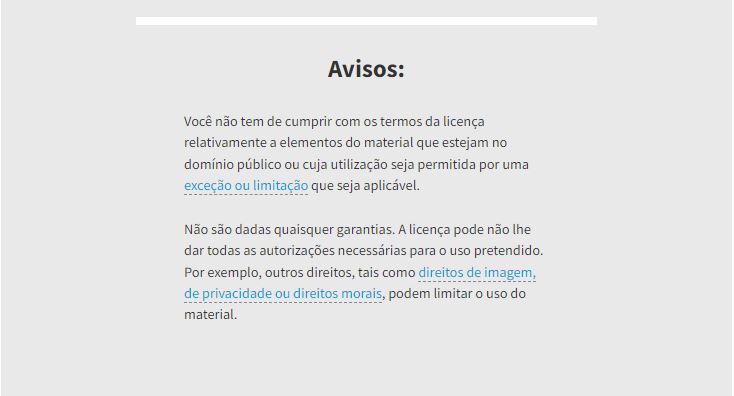 Avisos:
Você não tem de cumprir com os termos da licença
relativamente a elementos do material que estejam no
domínio público ou cuja utilização seja permitida por uma
exceção ou limitação que seja aplicável.
Não são dadas quaisquer garantias. A licença pode não lhe
dar todas as autorizações necessárias para o uso pretendido.
Por exemplo, outros direitos, tais como direitos de imagem,
de privacidade ou direitos morais, podem limitar o uso do
material.